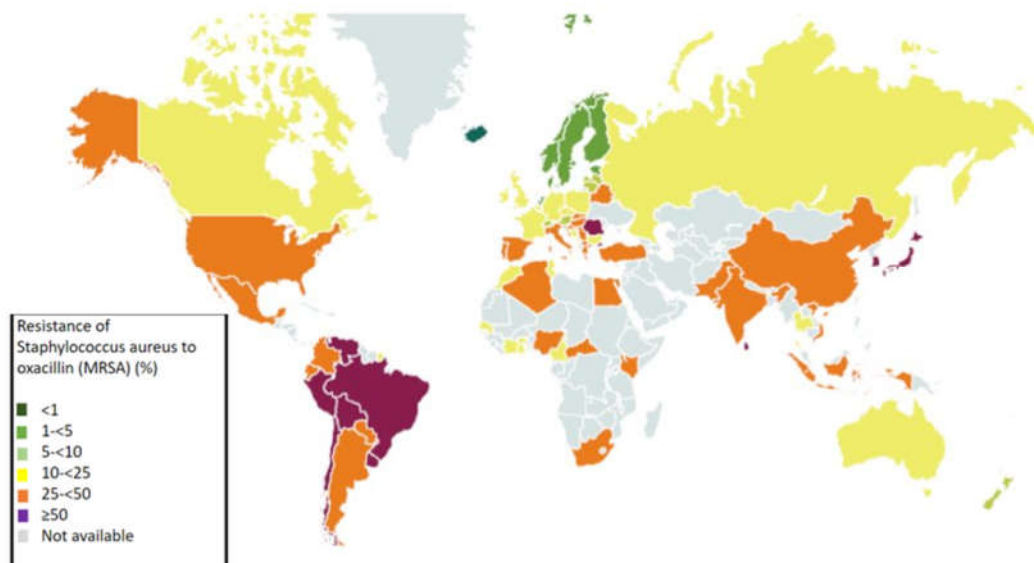 Resistance of
Staphylococcus aureus to
oxacillin (MRSA) (%)
<1
1-<5
5-<10
10-<25
25-<50
≥50
Not available